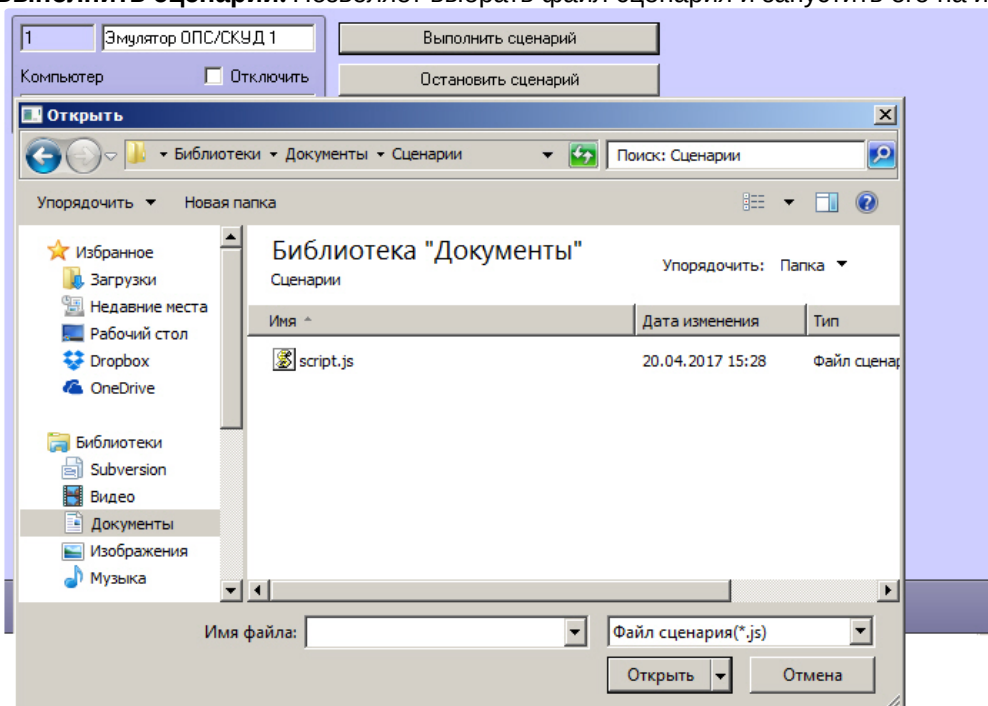 Выполнить сценарий. Позволяет выбрать файл сценария и запустить его на и
1 Эмулятор ОПС/СКУД 1 Выполнить сценарий
Компьютер Отключить Остановить сценарий
Открыть
Библиотеки Документы Сценарии Поиск: Сценарии
Упорядочить Новая папка
Избранное
Загрузки
Недавние места
Рабочий стол
Dropbox
OneDrive
Библиотеки
Subversion
Видео
Документы
Изображения
Музыка
Библиотека "Документы"
Сценарии
Упорядочить: Папка
Имя Дата изменения Тип
script.js 20.04.2017 15:28 Файл сценар
Имя файла: Файл сценария(*.js)
Открыть Отмена